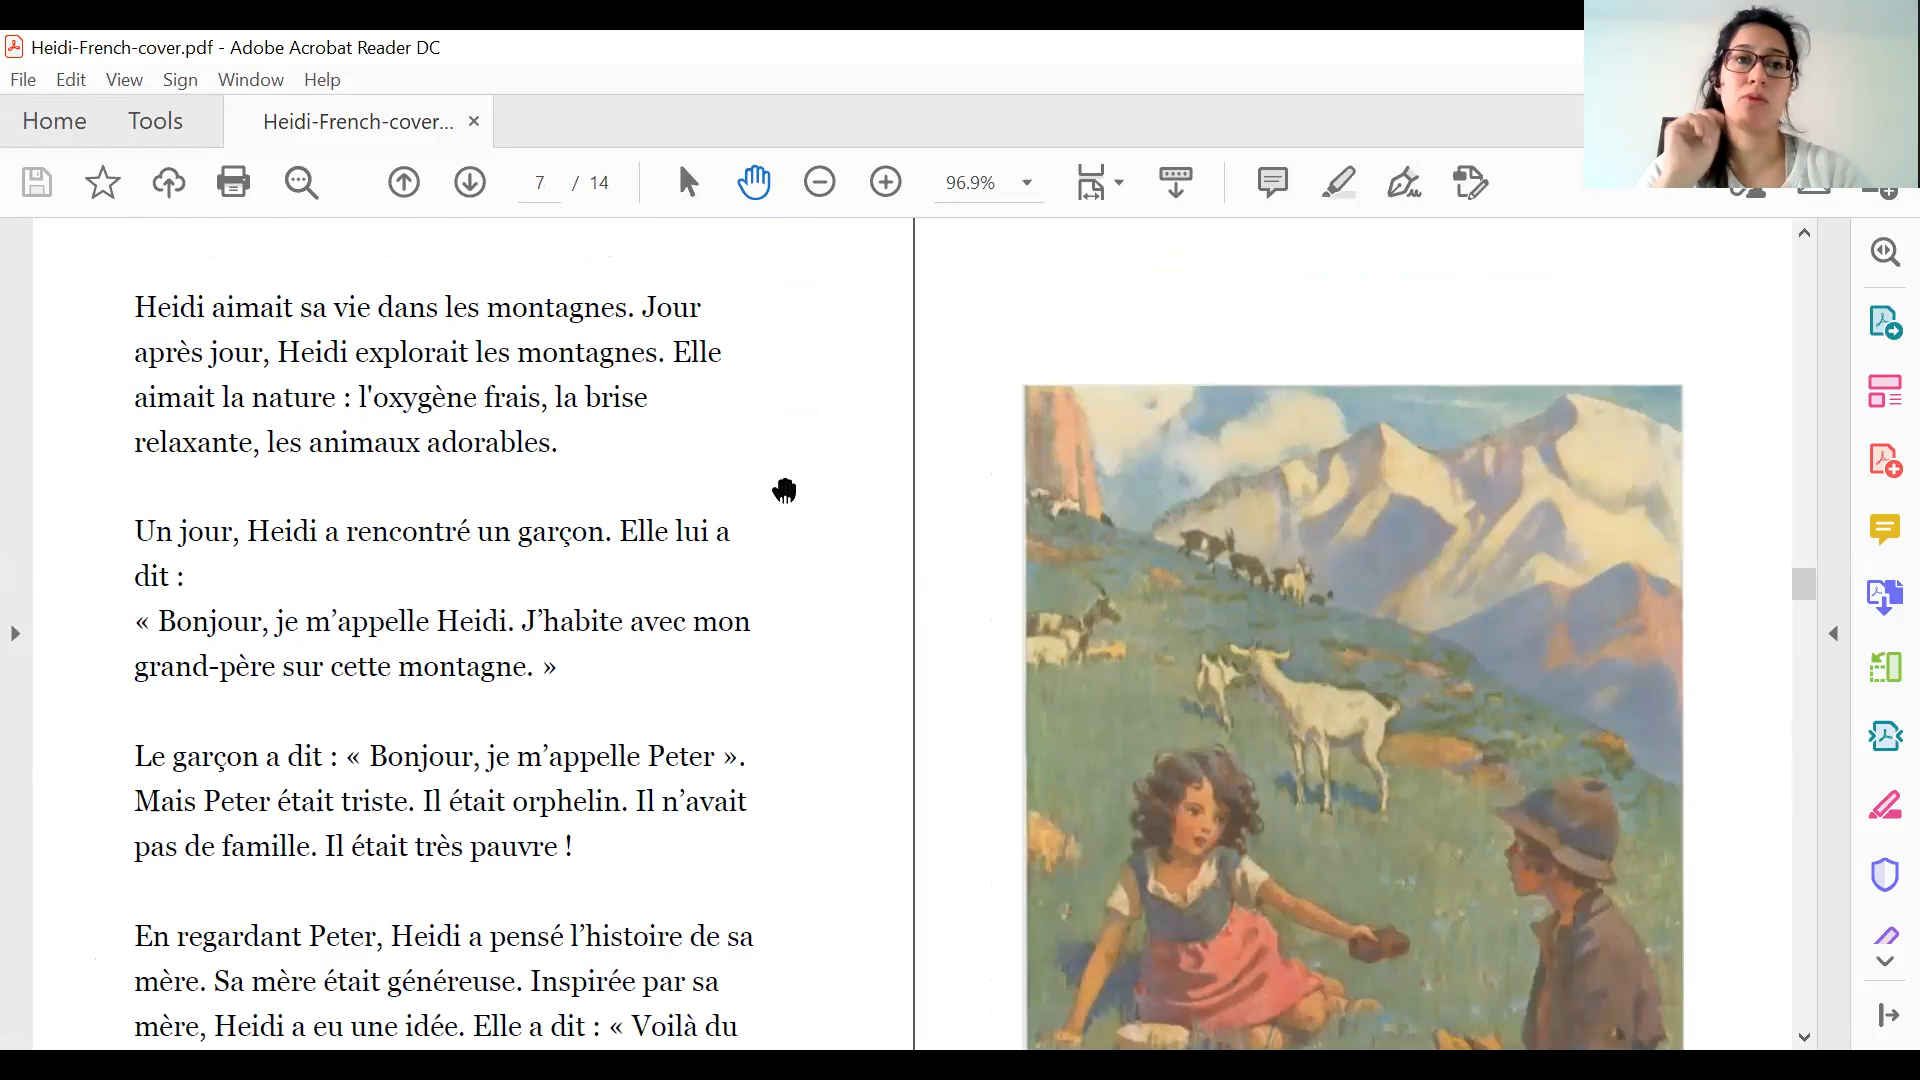 Heidi-French-cover.pdf - Adobe Acrobat Reader DC
File Edit View Sign Window Help
Home Tools Heidi-French-cover...
7 / 14 96.9%
Heidi aimait sa vie dans les montagnes. Jour
après jour, Heidi explorait les montagnes. Elle
aimait la nature : l'oxygène frais, la brise
relaxante, les animaux adorables.
Un jour, Heidi a rencontré un garçon. Elle lui a
dit :
« Bonjour, je m’appelle Heidi. J’habite avec mon
grand-père sur cette montagne. »
Le garçon a dit : « Bonjour, je m’appelle Peter ».
Mais Peter était triste. Il était orphelin. Il n’avait
pas de famille. Il était très pauvre !
En regardant Peter, Heidi a pensé l’histoire de sa
mère. Sa mère était généreuse. Inspirée par sa
mère, Heidi a eu une idée. Elle a dit : « Voilà du